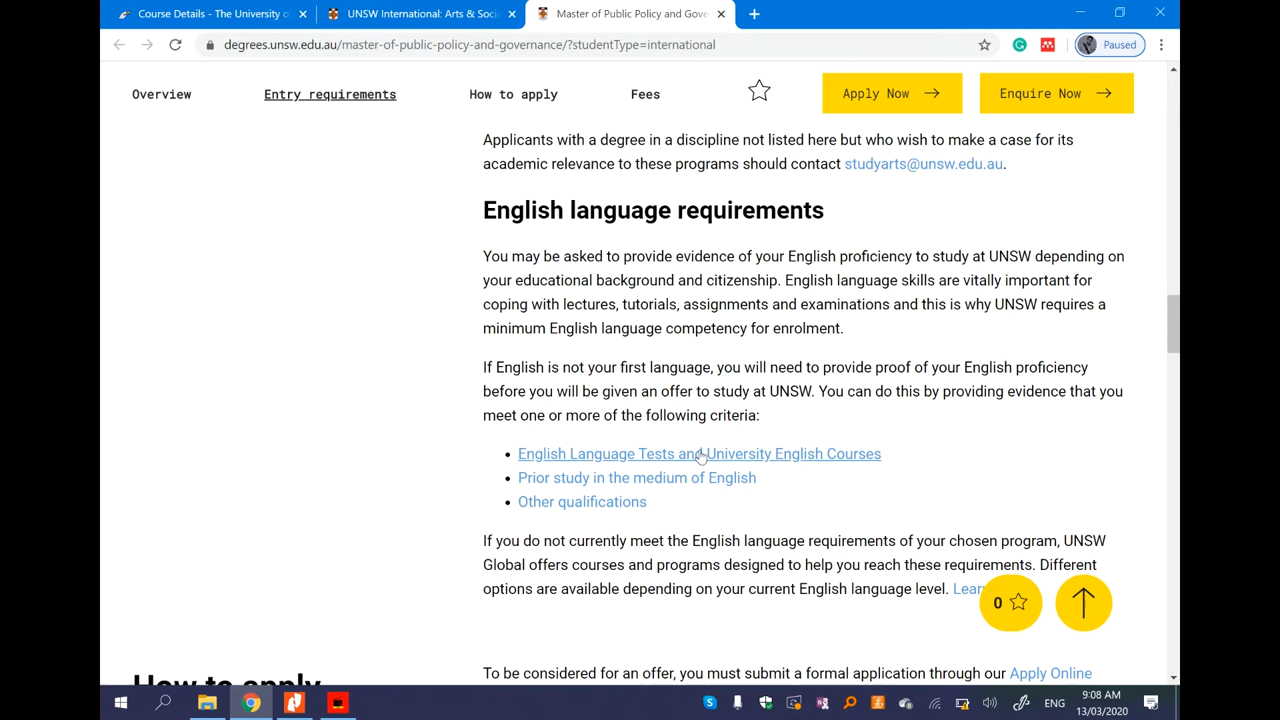 Course Details - The University o
UNSW International: Arts & Socia
Master of Public Policy and Gove
degrees.unsw.edu.au/master-of-public-policy-and-governance/?studentType=international
Paused
Overview
Entry requirements
How to apply
Fees
Apply Now
Enquire Now
Applicants with a degree in a discipline not listed here but who wish to make a case for its
academic relevance to these programs should contact studyarts@unsw.edu.au.
English language requirements
You may be asked to provide evidence of your English proficiency to study at UNSW depending on
your educational background and citizenship. English language skills are vitally important for
coping with lectures, tutorials, assignments and examinations and this is why UNSW requires a
minimum English language competency for enrolment.
If English is not your first language, you will need to provide proof of your English proficiency
before you will be given an offer to study at UNSW. You can do this by providing evidence that you
meet one or more of the following criteria:
English Language Tests and University English Courses
Prior study in the medium of English
Other qualifications
If you do not currently meet the English language requirements of your chosen program, UNSW
Global offers courses and programs designed to help you reach these requirements. Different
options are available depending on your current English language level. Lear
0
How to apply
To be considered for an offer, you must submit a formal application through our Apply Online
ENG
9:08 AM
13/03/2020